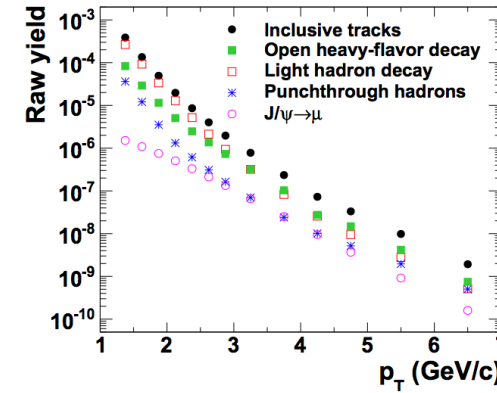 Raw yield
10-3
10-4
10-5
10-6
10-7
10-8
10-9
10-10
Inclusive tracks
Open heavy-flavor decay
Light hadron decay
Punchthrough hadrons
J/ψ→μ
1 2 3 4 5 6
pT (GeV/c)